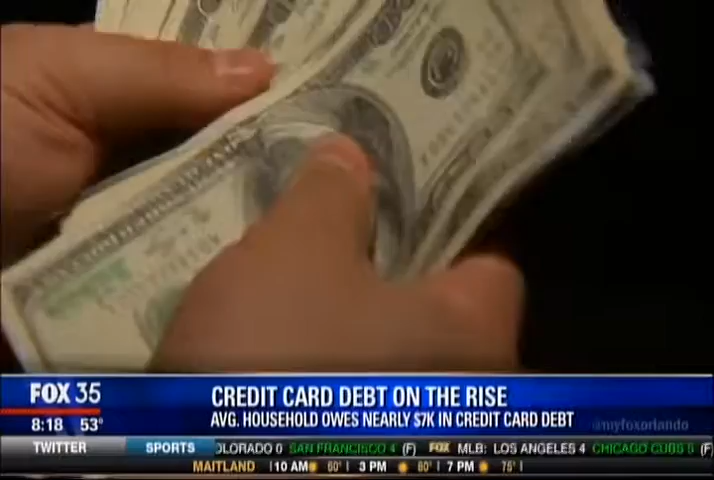 FOX 35
8:18 53°
CREDIT CARD DEBT ON THE RISE
AVG. HOUSEHOLD OWES NEARLY $7K IN CREDIT CARD DEBT
@myfoxorlando
TWITTER SPORTS OLORADO 0 SAN FRANCISCO 4 (F) FOX MLB: LOS ANGELES 4 CHICAGO CUBS 5 (F)
MAITLAND 10 AM 60° 3 PM 80° 7 PM 75°